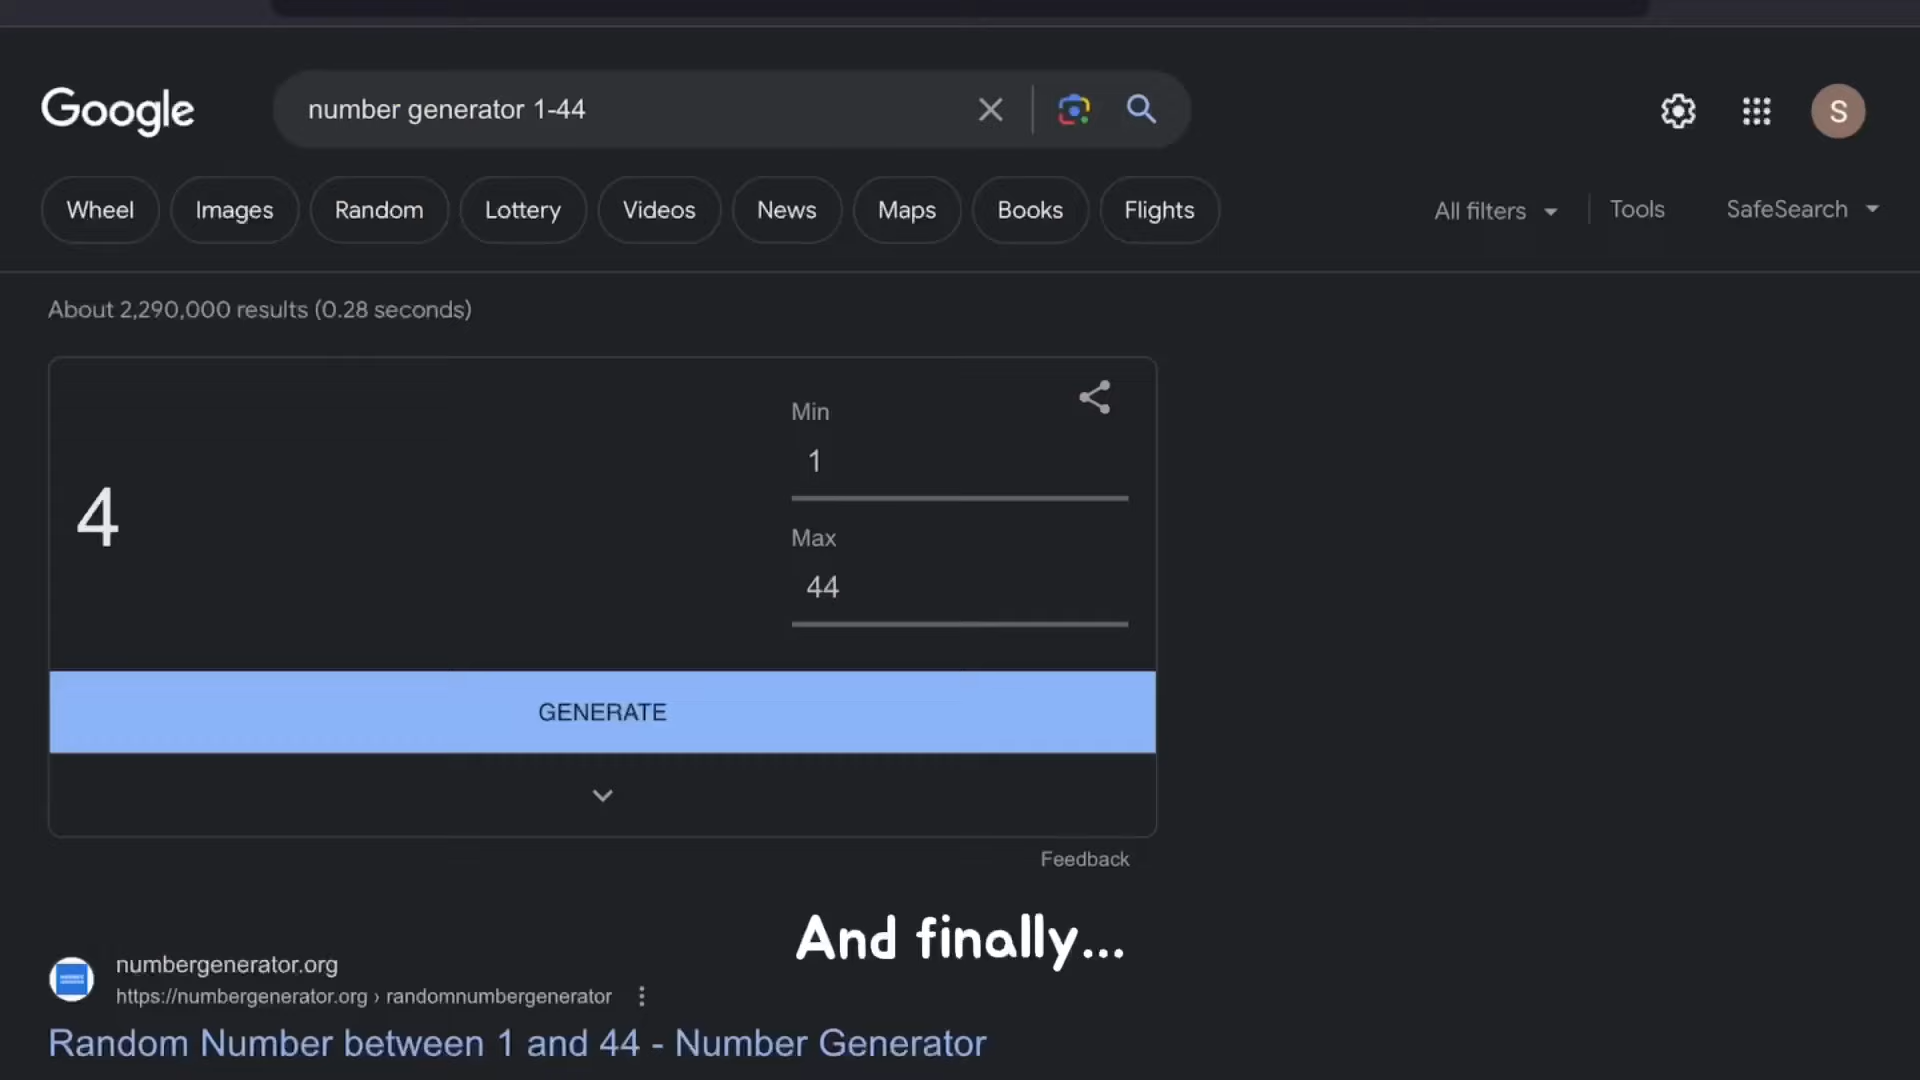 Google
number generator 1-44
S
Wheel
Images
Random
Lottery
Videos
News
Maps
Books
Flights
All filters
Tools
SafeSearch
About 2,290,000 results (0.28 seconds)
4
Min
1
Max
44
GENERATE
Feedback
And finally...
numbergenerator.org
https://numbergenerator.org › randomnumbergenerator
Random Number between 1 and 44 - Number Generator